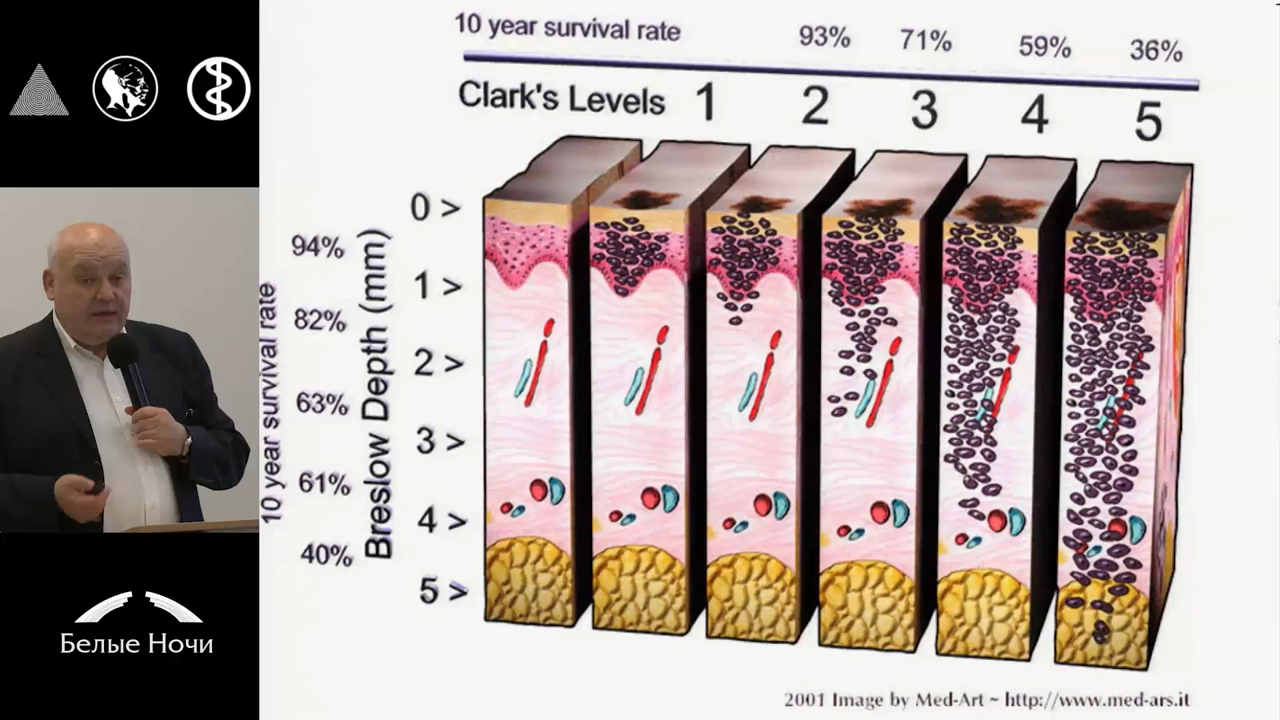 10 year survival rate 93% 71% 59% 36%
Clark's Levels 1 2 3 4 5
10 year survival rate
94%
82%
63%
61%
40%
Breslow Depth (mm)
0 >
1 >
2 >
3 >
4 >
5 >
Белые Ночи
2001 Image by Med-Art ~ http://www.med-ars.it